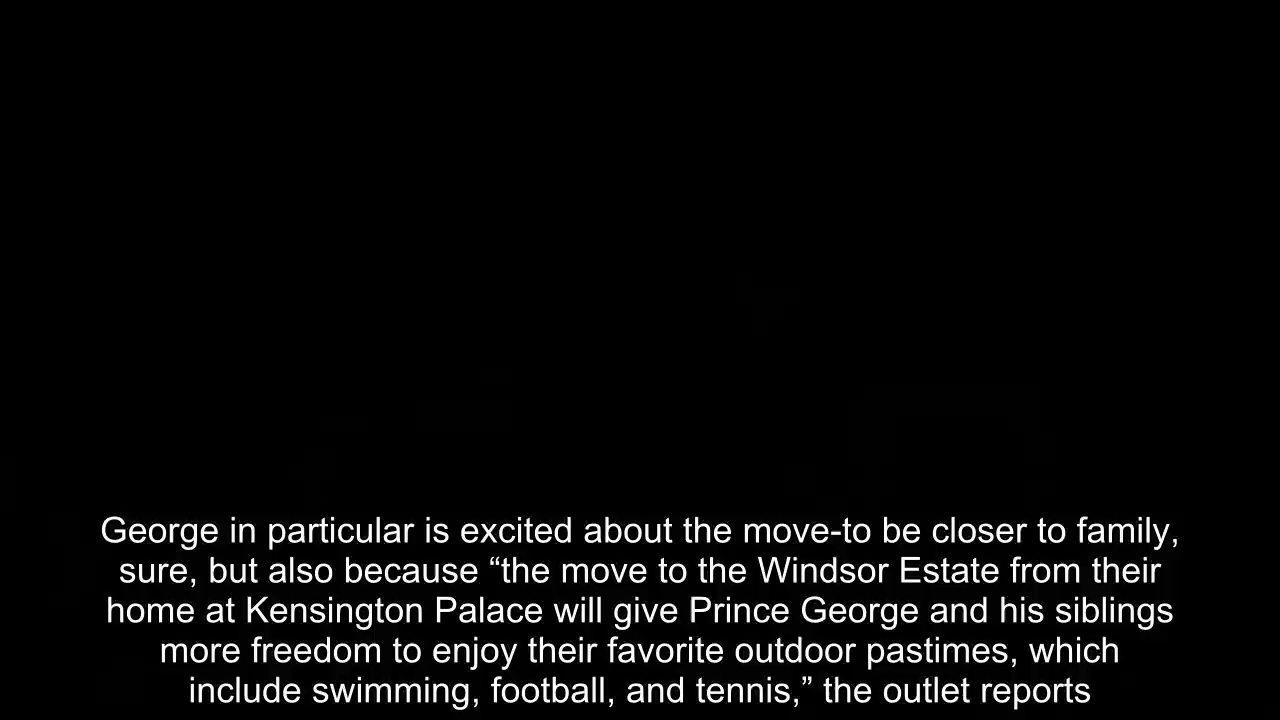 George in particular is excited about the move-to be closer to family,
sure, but also because “the move to the Windsor Estate from their
home at Kensington Palace will give Prince George and his siblings
more freedom to enjoy their favorite outdoor pastimes, which
include swimming, football, and tennis,” the outlet reports